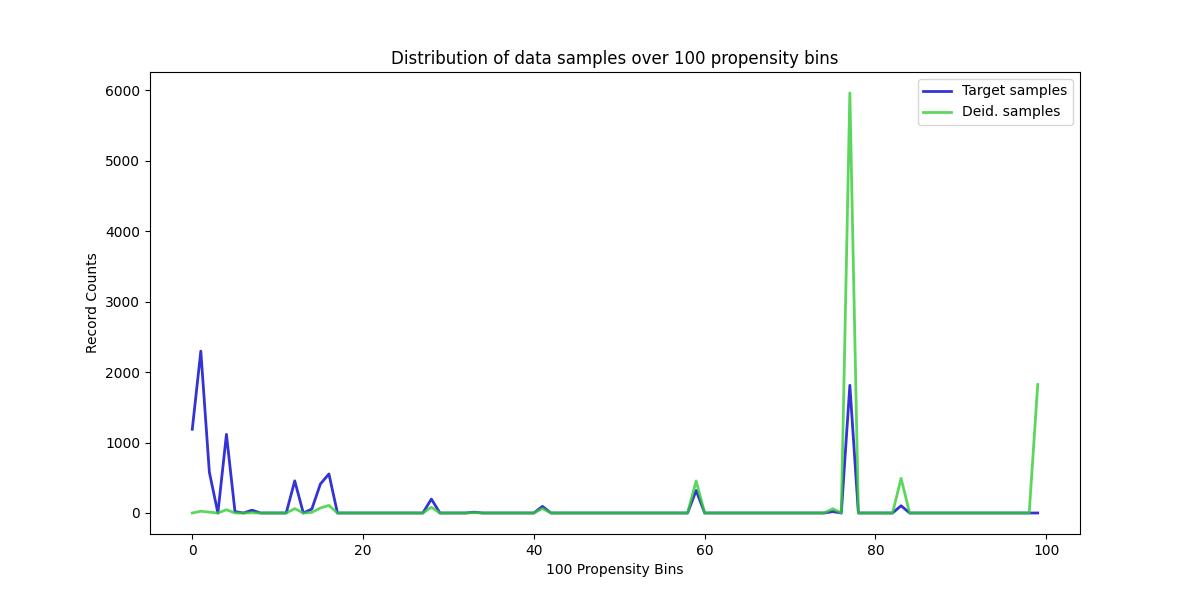 Distribution of data samples over 100 propensity bins
Target samples
Deid. samples
6000
5000
4000
3000
2000
1000
0
Record Counts
0 20 40 60 80 100
100 Propensity Bins